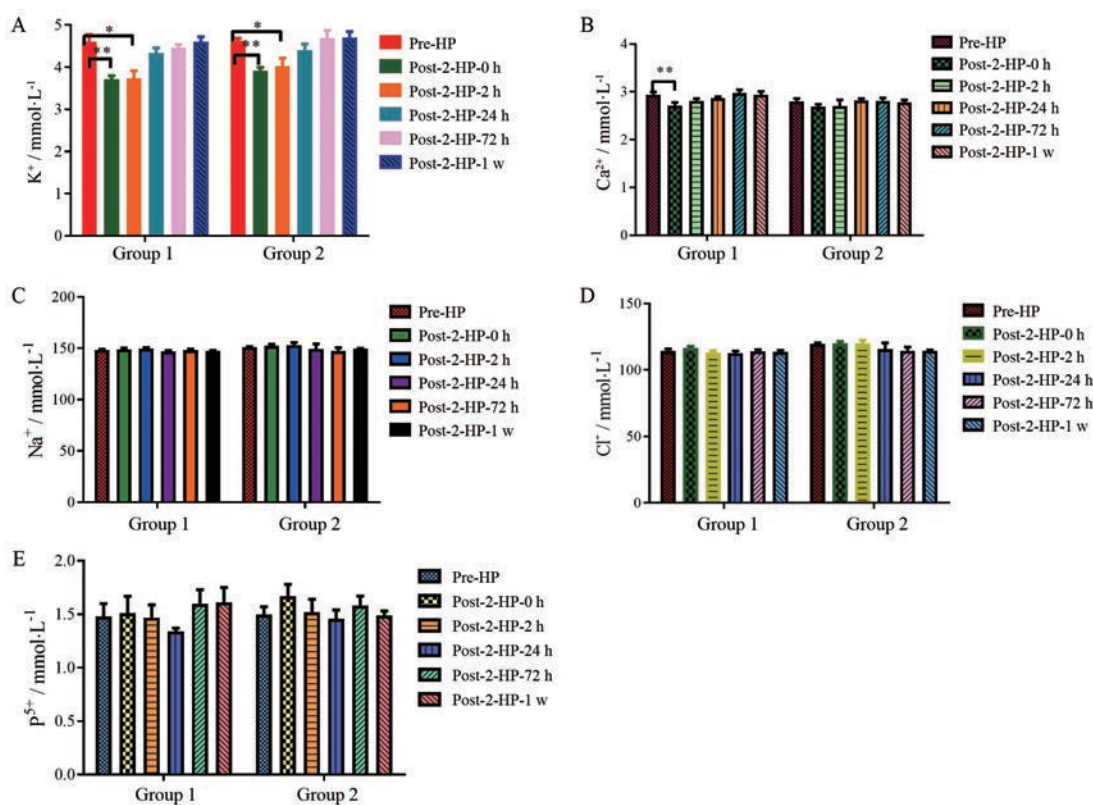 A
K⁺ / mmol·L⁻¹
5
4
3
2
1
0
*
**
*
**
Group 1
Group 2
Pre-HP
Post-2-HP-0 h
Post-2-HP-2 h
Post-2-HP-24 h
Post-2-HP-72 h
Post-2-HP-1 w
B
Ca²⁺ / mmol·L⁻¹
4
3
2
1
0
**
Group 1
Group 2
Pre-HP
Post-2-HP-0 h
Post-2-HP-2 h
Post-2-HP-24 h
Post-2-HP-72 h
Post-2-HP-1 w
C
Na⁺ / mmol·L⁻¹
200
150
100
50
0
Group 1
Group 2
Pre-HP
Post-2-HP-0 h
Post-2-HP-2 h
Post-2-HP-24 h
Post-2-HP-72 h
Post-2-HP-1 w
D
Cl⁻ / mmol·L⁻¹
150
100
50
0
Group 1
Group 2
Pre-HP
Post-2-HP-0 h
Post-2-HP-2 h
Post-2-HP-24 h
Post-2-HP-72 h
Post-2-HP-1 w
E
P⁵⁺ / mmol·L⁻¹
2.0
1.5
1.0
0.5
0.0
Group 1
Group 2
Pre-HP
Post-2-HP-0 h
Post-2-HP-2 h
Post-2-HP-24 h
Post-2-HP-72 h
Post-2-HP-1 w